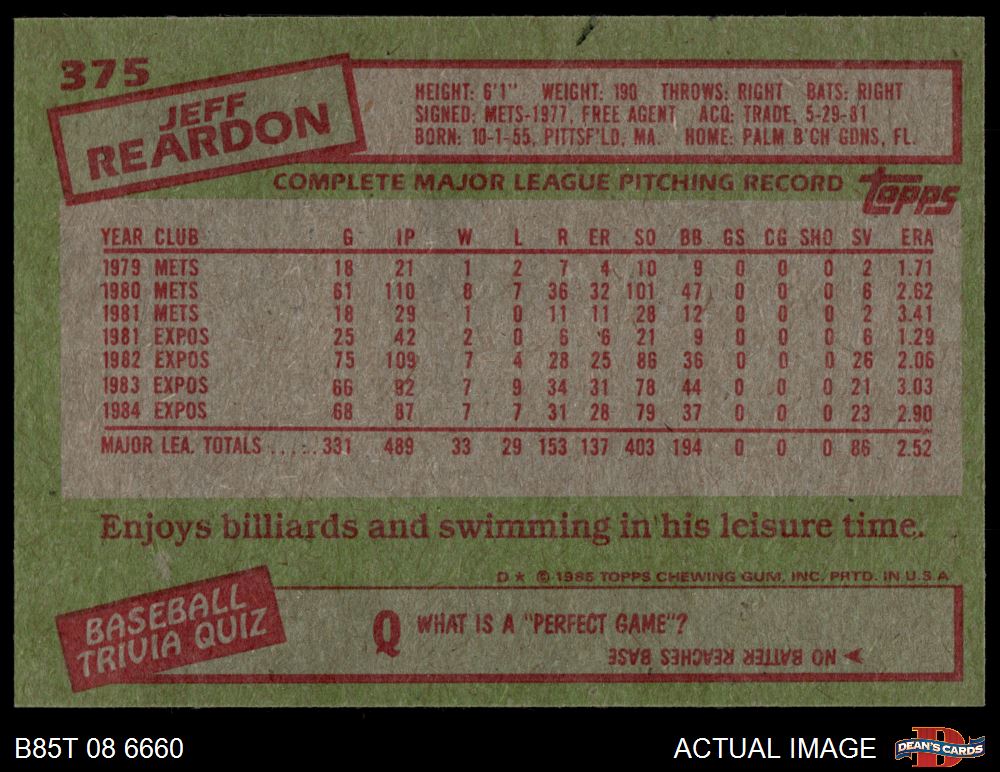 375
JEFF
REARDON
HEIGHT: 6'1" WEIGHT: 190 THROWS: RIGHT BATS: RIGHT
SIGNED: METS-1977, FREE AGENT ACQ: TRADE, 5-29-81
BORN: 10-1-55, PITTSF'LD, MA. HOME: PALM B'CH GDNS, FL.
COMPLETE MAJOR LEAGUE PITCHING RECORD topps
YEAR CLUB G IP W L R ER SO BB GS CG SHO SV ERA
1979 METS 18 21 1 2 7 4 10 9 0 0 0 2 1.71
1980 METS 61 110 8 7 36 32 101 47 0 0 0 6 2.62
1981 METS 18 29 1 0 11 11 28 12 0 0 0 2 3.41
1981 EXPOS 25 42 2 0 6 6 21 9 0 0 0 6 1.29
1982 EXPOS 75 109 7 4 28 25 86 36 0 0 0 26 2.06
1983 EXPOS 66 92 7 9 34 31 78 44 0 0 0 21 3.03
1984 EXPOS 68 87 7 7 31 28 79 37 0 0 0 23 2.90
MAJOR LEA. TOTALS ...... 331 489 33 29 153 137 403 194 0 0 0 86 2.52
Enjoys billiards and swimming in his leisure time.
D * © 1985 TOPPS CHEWING GUM, INC. PRTD. IN U.S.A
BASEBALL
TRIVIA QUIZ
Q WHAT IS A "PERFECT GAME"?
➤ NO BATTER REACHES BASE
B85T 08 6660
ACTUAL IMAGE
D
DEAN'S CARDS